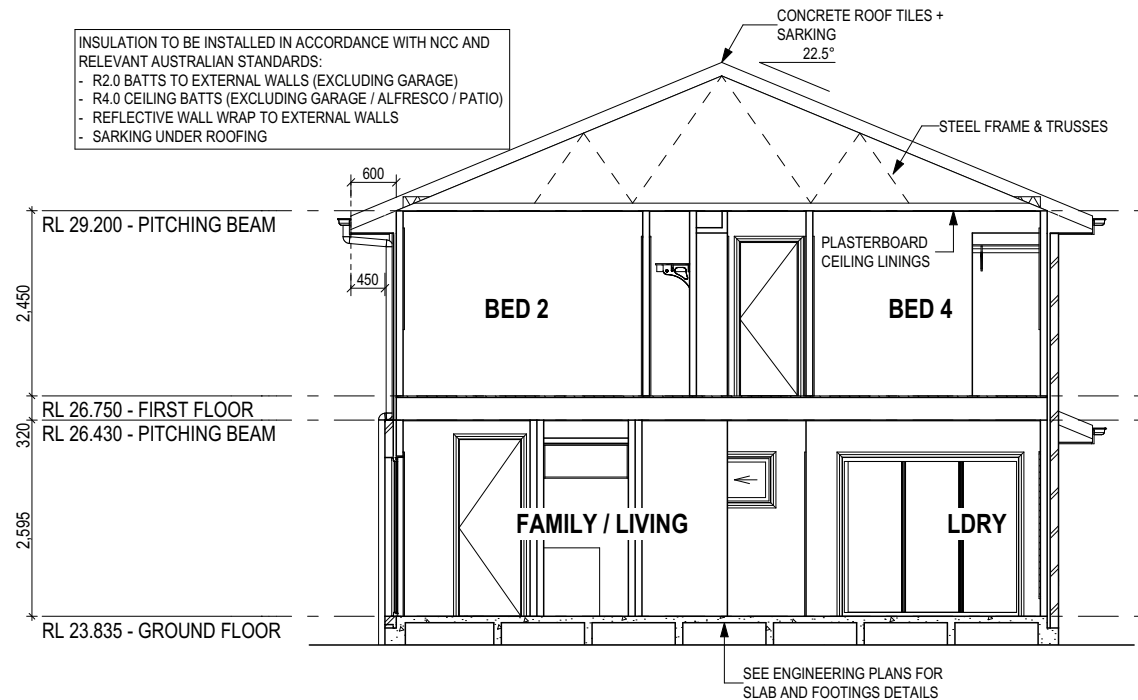 CONCRETE ROOF TILES +
SARKING
22.5°
INSULATION TO BE INSTALLED IN ACCORDANCE WITH NCC AND
RELEVANT AUSTRALIAN STANDARDS:
- R2.0 BATTS TO EXTERNAL WALLS (EXCLUDING GARAGE)
- R4.0 CEILING BATTS (EXCLUDING GARAGE / ALFRESCO / PATIO)
- REFLECTIVE WALL WRAP TO EXTERNAL WALLS
- SARKING UNDER ROOFING
STEEL FRAME & TRUSSES
600
RL 29.200 - PITCHING BEAM
PLASTERBOARD
CEILING LININGS
450
2,450
BED 2
BED 4
RL 26.750 - FIRST FLOOR
320
RL 26.430 - PITCHING BEAM
2,595
FAMILY / LIVING
LDRY
RL 23.835 - GROUND FLOOR
SEE ENGINEERING PLANS FOR
SLAB AND FOOTINGS DETAILS